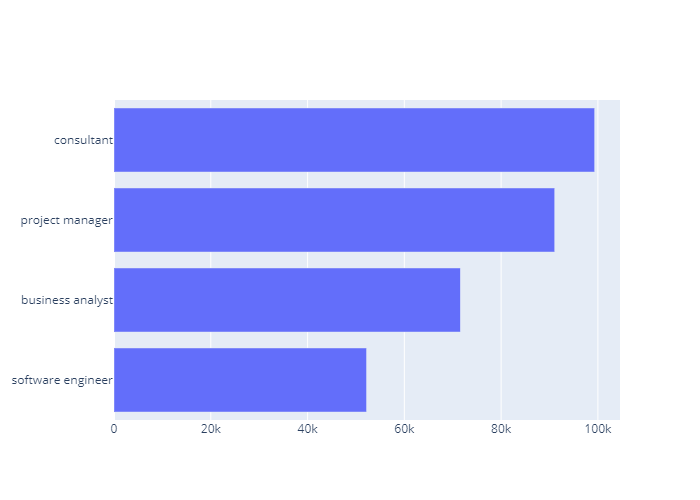 consultant
project manager
business analyst
software engineer
0 20k 40k 60k 80k 100k